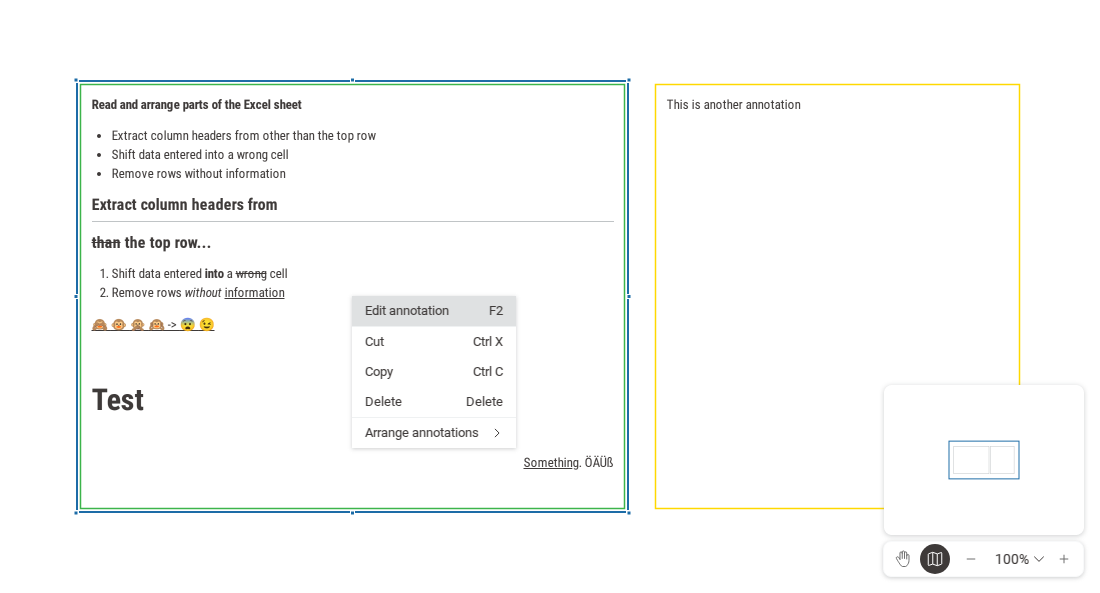 Read and arrange parts of the Excel sheet
• Extract column headers from other than the top row
• Shift data entered into a wrong cell
• Remove rows without information
Extract column headers from
than the top row...
1. Shift data entered into a wrong cell
2. Remove rows without information
🙈 🐵 🙊 🙈 -> 😨 😉
Test
Something. ÖÄÜß
This is another annotation
Edit annotation F2
Cut Ctrl X
Copy Ctrl C
Delete Delete
Arrange annotations
100%